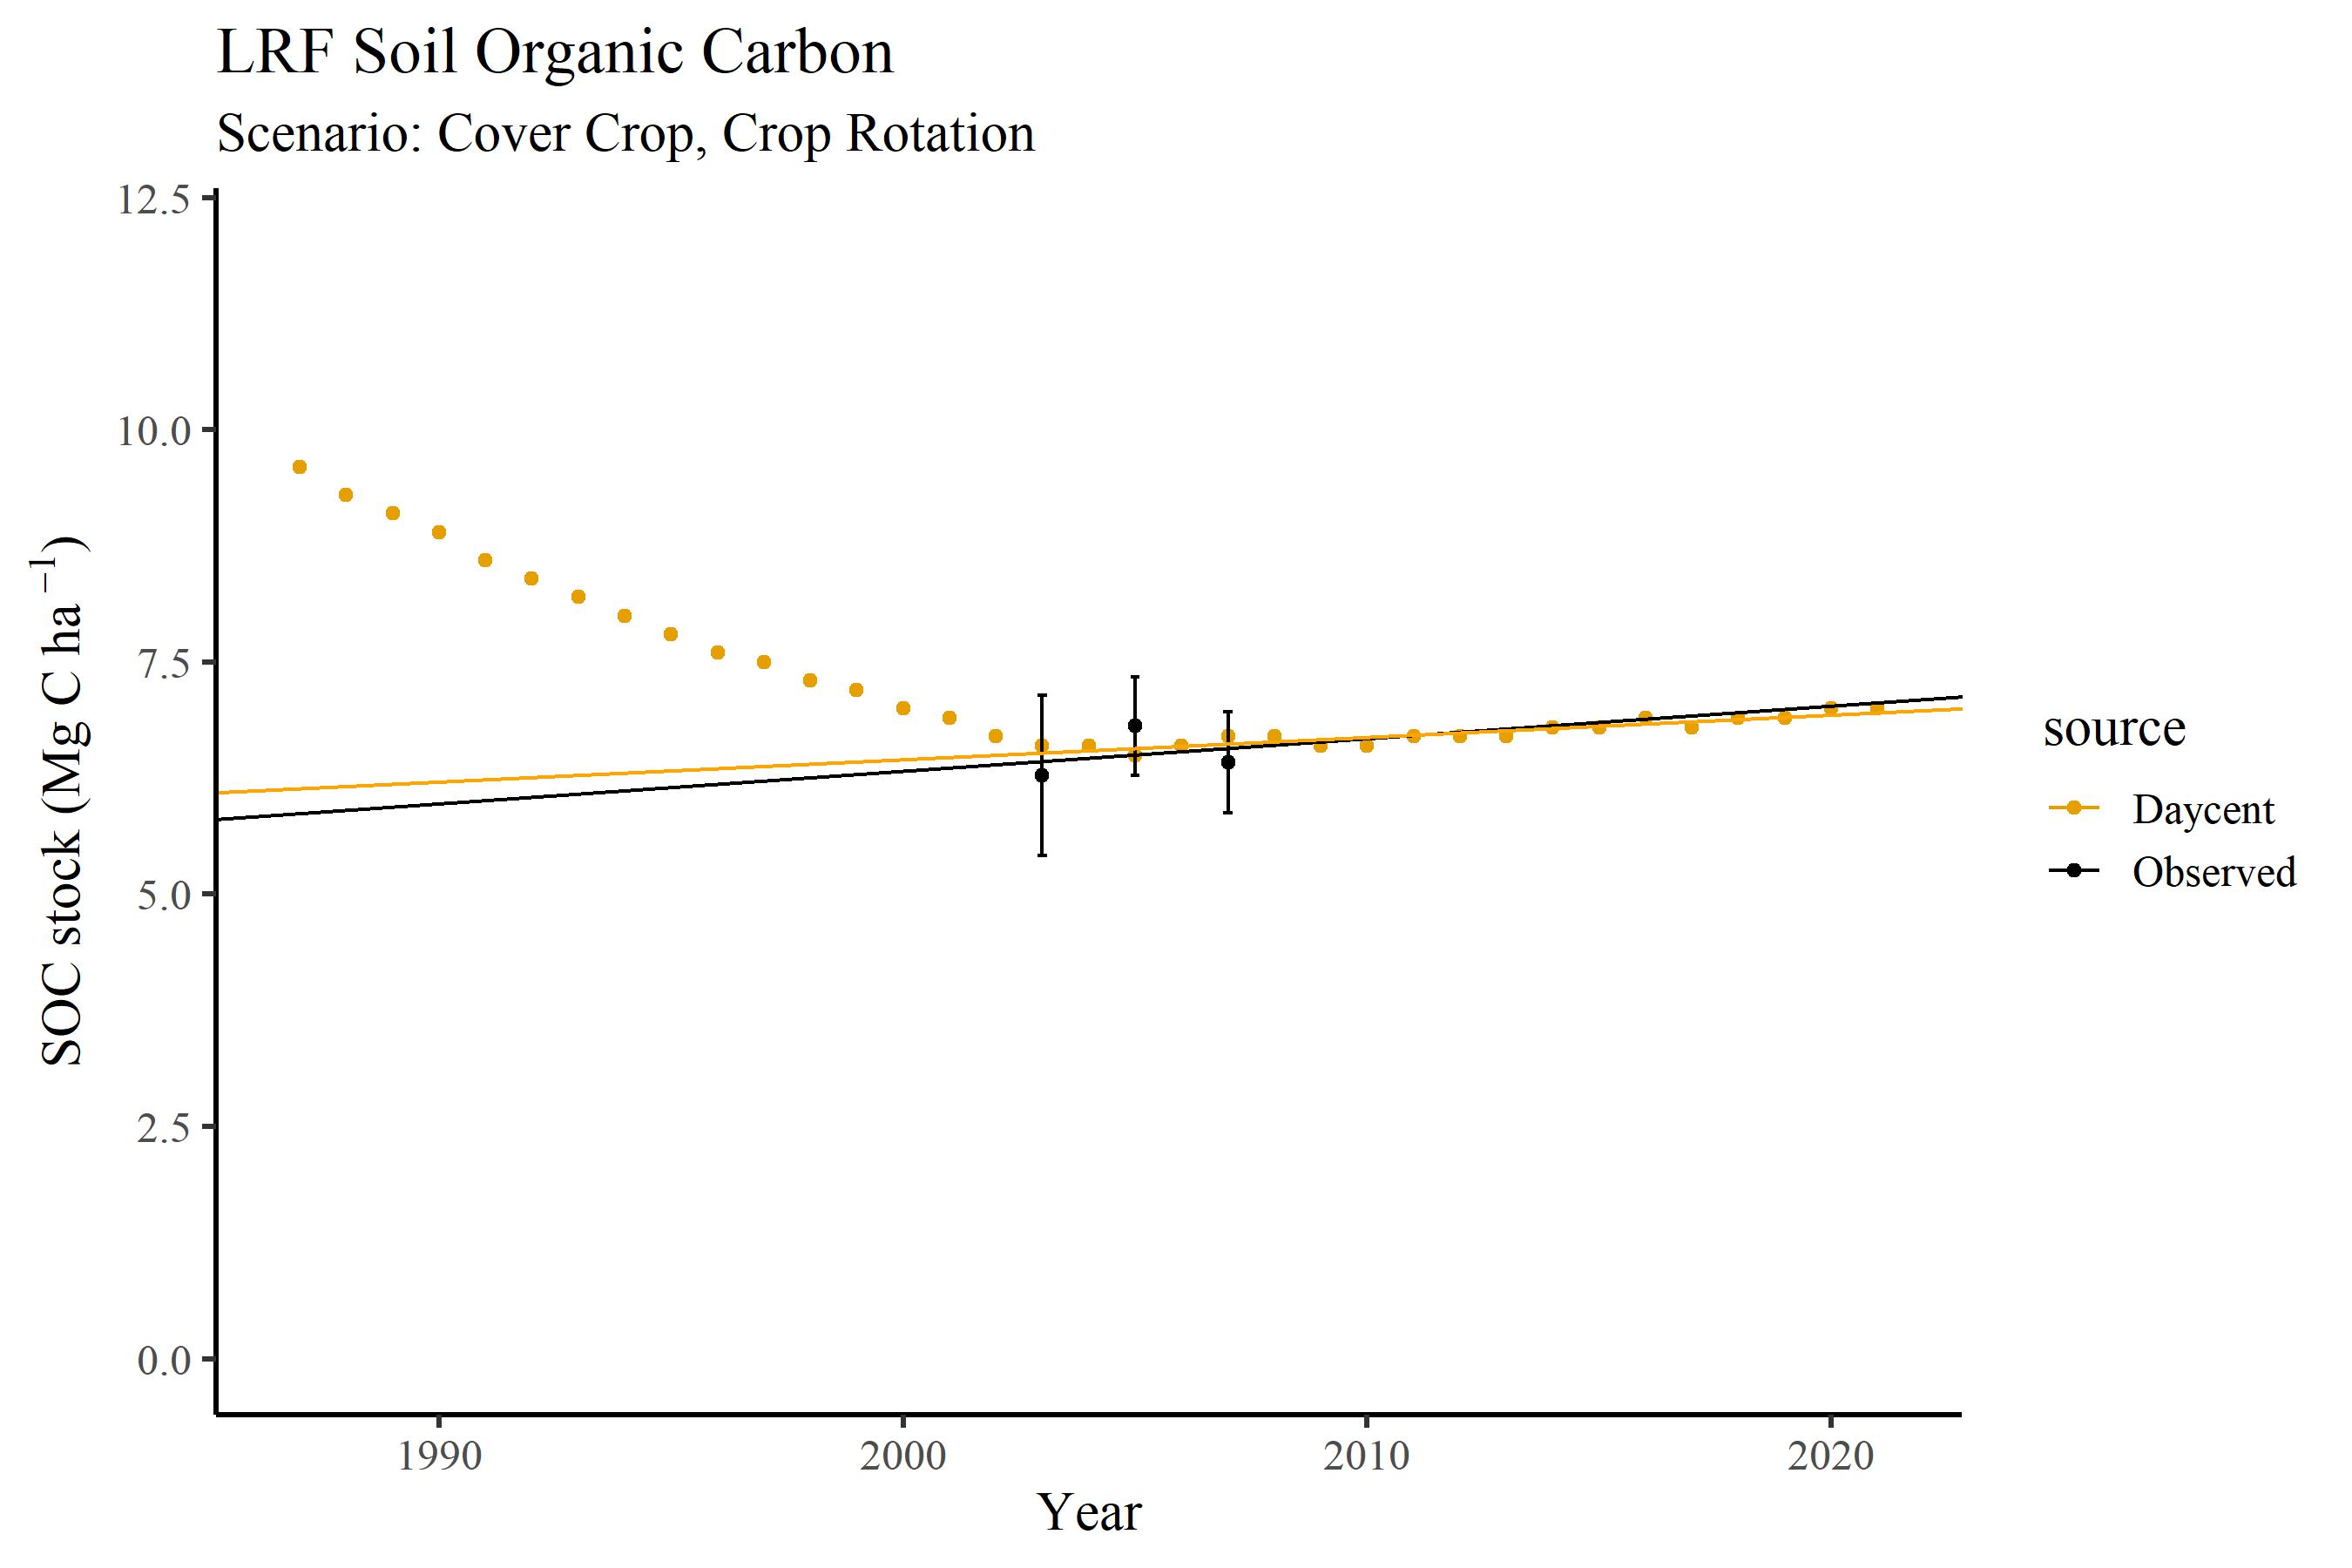 LRF Soil Organic Carbon
Scenario: Cover Crop, Crop Rotation
12.5
10.0
7.5
5.0
2.5
0.0
SOC stock (Mg C ha⁻¹)
1990 2000 2010 2020
Year
source
Daycent
Observed